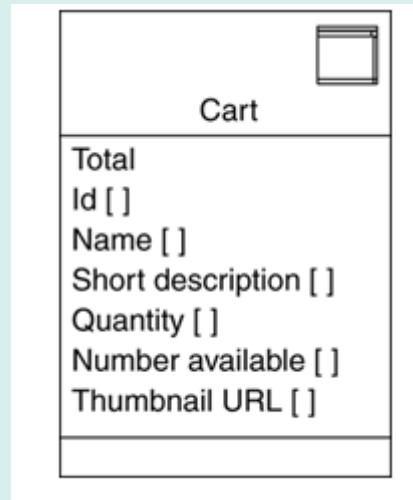 Cart
Total
Id [ ]
Name [ ]
Short description [ ]
Quantity [ ]
Number available [ ]
Thumbnail URL [ ]